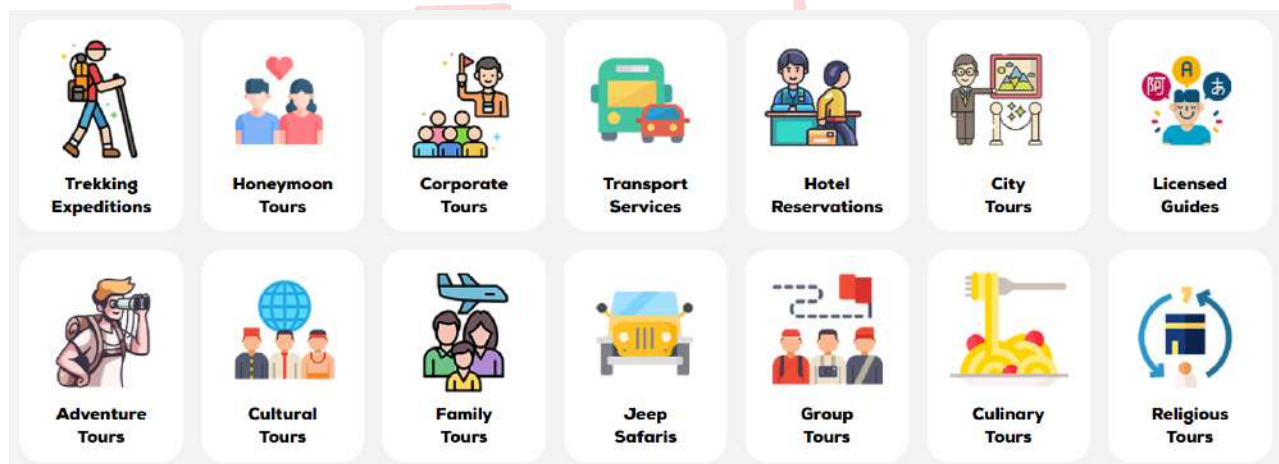 阿 A あ
Trekking
Expeditions
Honeymoon
Tours
Corporate
Tours
Transport
Services
Hotel
Reservations
City
Tours
Licensed
Guides
Adventure
Tours
Cultural
Tours
Family
Tours
Jeep
Safaris
Group
Tours
Culinary
Tours
Religious
Tours